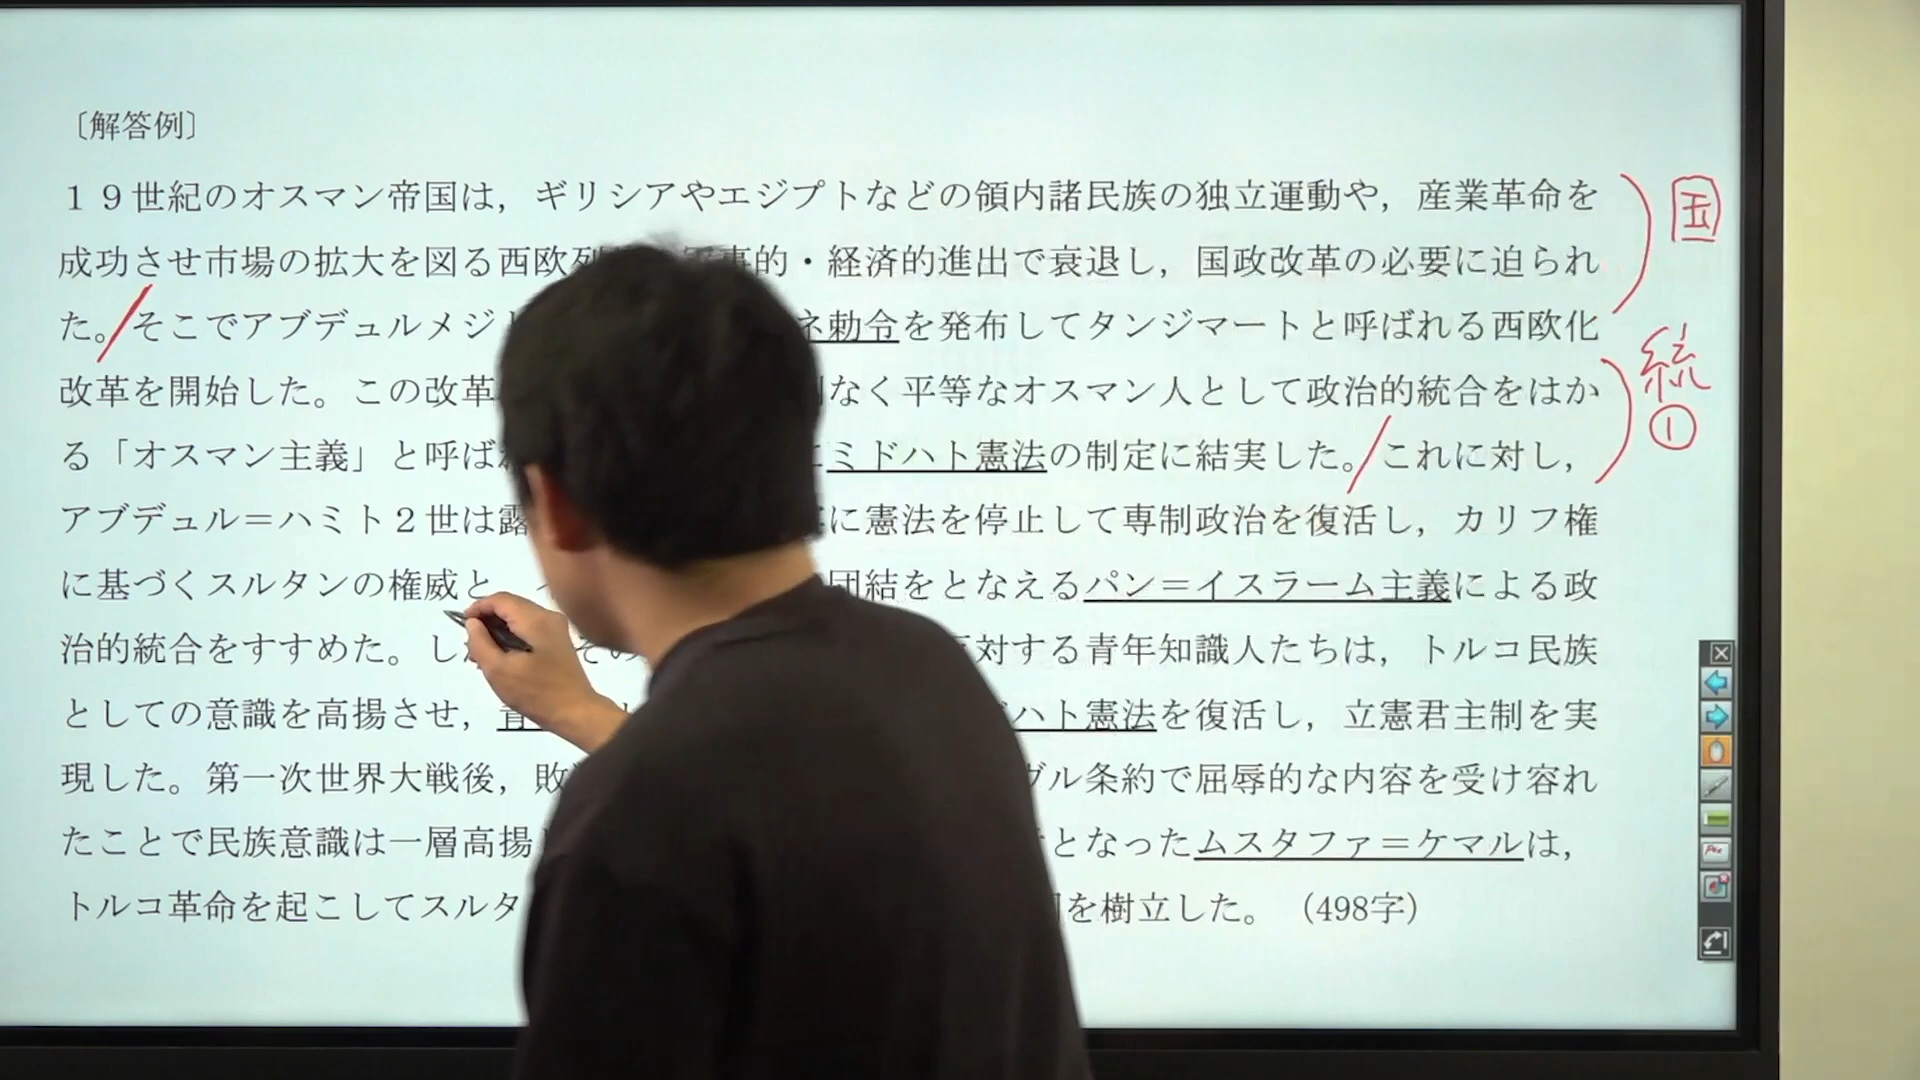 〔解答例〕
１９世紀のオスマン帝国は，ギリシアやエジプトなどの領内諸民族の独立運動や，産業革命を
成功させ市場の拡大を図る西欧列 事的・経済的進出で衰退し，国政改革の必要に迫られ
た。そこでアブデュルメジ ネ勅令を発布してタンジマートと呼ばれる西欧化
改革を開始した。この改革 なく平等なオスマン人として政治的統合をはか
る「オスマン主義」と呼ば ミドハト憲法の制定に結実した。これに対し，
アブデュル＝ハミト２世は露 に憲法を停止して専制政治を復活し，カリフ権
に基づくスルタンの権威と， 団結をとなえるパン＝イスラーム主義による政
治的統合をすすめた。し その 対する青年知識人たちは，トルコ民族
としての意識を高揚させ， ハト憲法を復活し，立憲君主制を実
現した。第一次世界大戦後，敗 ヴル条約で屈辱的な内容を受け容れ
たことで民族意識は一層高揚 となったムスタファ＝ケマルは，
トルコ革命を起こしてスルタ を樹立した。（498字）
国
統
①